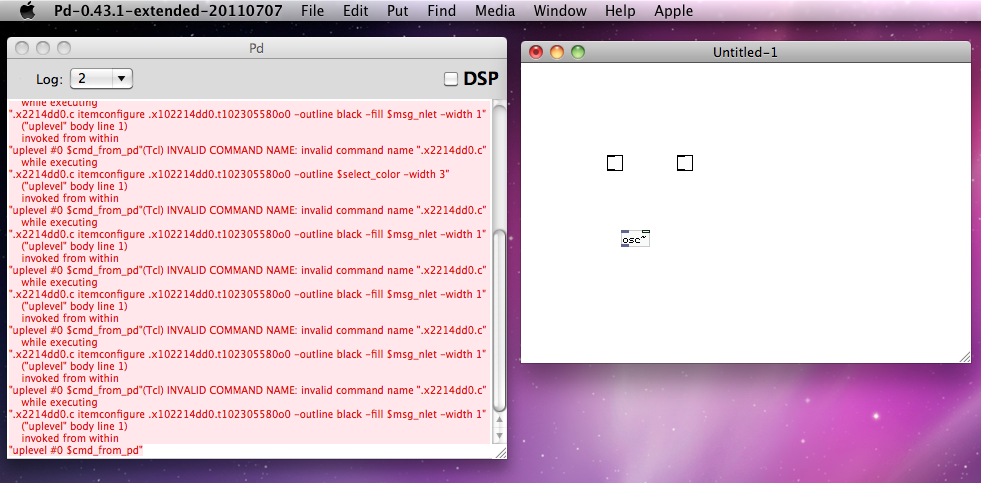 Pd-0.43.1-extended-20110707 File Edit Put Find Media Window Help Apple
Pd
Log: 2 DSP
while executing
".x2214dd0.c itemconfigure .x102214dd0.t102305580o0 -outline black -fill $msg_nlet -width 1"
("uplevel" body line 1)
invoked from within
"uplevel #0 $cmd_from_pd"(Tcl) INVALID COMMAND NAME: invalid command name ".x2214dd0.c"
while executing
".x2214dd0.c itemconfigure .x102214dd0.t102305580o0 -outline $select_color -width 3"
("uplevel" body line 1)
invoked from within
"uplevel #0 $cmd_from_pd"(Tcl) INVALID COMMAND NAME: invalid command name ".x2214dd0.c"
while executing
".x2214dd0.c itemconfigure .x102214dd0.t102305580o0 -outline black -fill $msg_nlet -width 1"
("uplevel" body line 1)
invoked from within
"uplevel #0 $cmd_from_pd"(Tcl) INVALID COMMAND NAME: invalid command name ".x2214dd0.c"
while executing
".x2214dd0.c itemconfigure .x102214dd0.t102305580o0 -outline black -fill $msg_nlet -width 1"
("uplevel" body line 1)
invoked from within
"uplevel #0 $cmd_from_pd"(Tcl) INVALID COMMAND NAME: invalid command name ".x2214dd0.c"
while executing
".x2214dd0.c itemconfigure .x102214dd0.t102305580o0 -outline black -fill $msg_nlet -width 1"
("uplevel" body line 1)
invoked from within
"uplevel #0 $cmd_from_pd"(Tcl) INVALID COMMAND NAME: invalid command name ".x2214dd0.c"
while executing
".x2214dd0.c itemconfigure .x102214dd0.t102305580o0 -outline black -fill $msg_nlet -width 1"
("uplevel" body line 1)
invoked from within
"uplevel #0 $cmd_from_pd"
Untitled-1
osc~